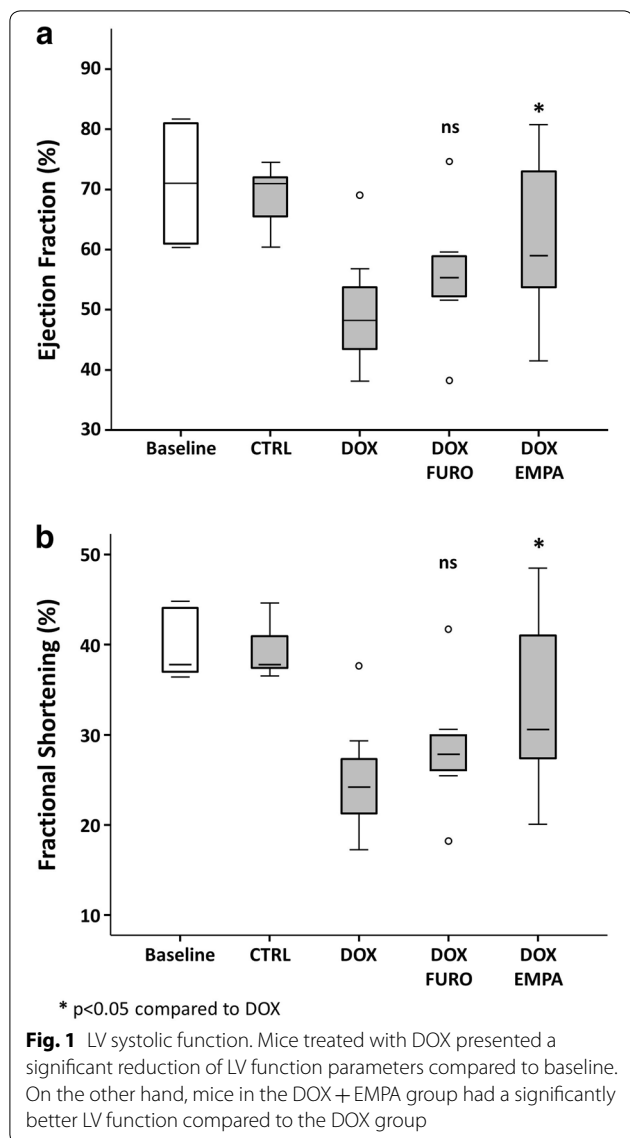 a
Ejection Fraction (%)
90
80
70
60
50
40
30
ns
*
Baseline CTRL DOX DOX FURO DOX EMPA
b
Fractional Shortening (%)
50
40
30
20
10
ns
*
Baseline CTRL DOX DOX FURO DOX EMPA
* p<0.05 compared to DOX
Fig. 1 LV systolic function. Mice treated with DOX presented a
significant reduction of LV function parameters compared to baseline.
On the other hand, mice in the DOX + EMPA group had a significantly
better LV function compared to the DOX group